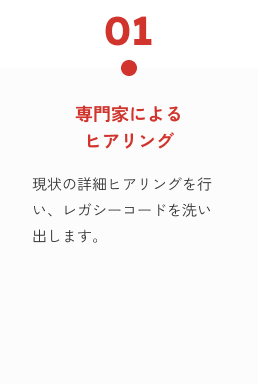 01
専門家による
ヒアリング
現状の詳細ヒアリングを行
い、レガシーコードを洗い
出します。